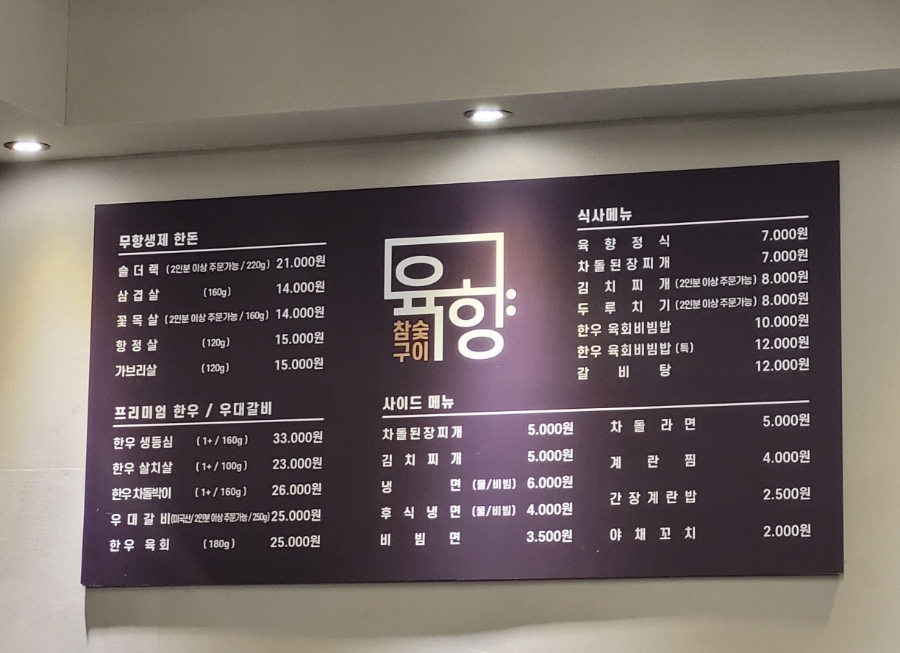 무항생제 한돈
숄더랙 (2인분 이상 주문가능 / 220g) 21.000원
삼겹살 (160g) 14.000원
꽃목살 (2인분 이상 주문가능 / 160g) 14.000원
항정살 (120g) 15.000원
가브리살 (120g) 15.000원
프리미엄 한우 / 우대갈비
한우 생등심 (1+ / 160g) 33.000원
한우 살치살 (1+ / 100g) 23.000원
한우차돌박이 (1+ / 160g) 26.000원
우대갈비(미국산/2인분 이상 주문가능/250g) 25.000원
한우 육회 (180g) 25.000원
육향
참숯
구이
식사메뉴
육향정식 7.000원
차돌된장찌개 7.000원
김치찌개 (2인분 이상 주문가능) 8.000원
두루치기 (2인분 이상 주문가능) 8.000원
한우 육회비빔밥 10.000원
한우 육회비빔밥 (특) 12.000원
갈비탕 12.000원
사이드 메뉴
차돌된장찌개 5.000원
김치찌개 5.000원
냉면 (물/비빔) 6.000원
후식냉면 (물/비빔) 4.000원
비빔면 3.500원
차돌라면 5.000원
계란찜 4.000원
간장계란밥 2.500원
야채꼬치 2.000원